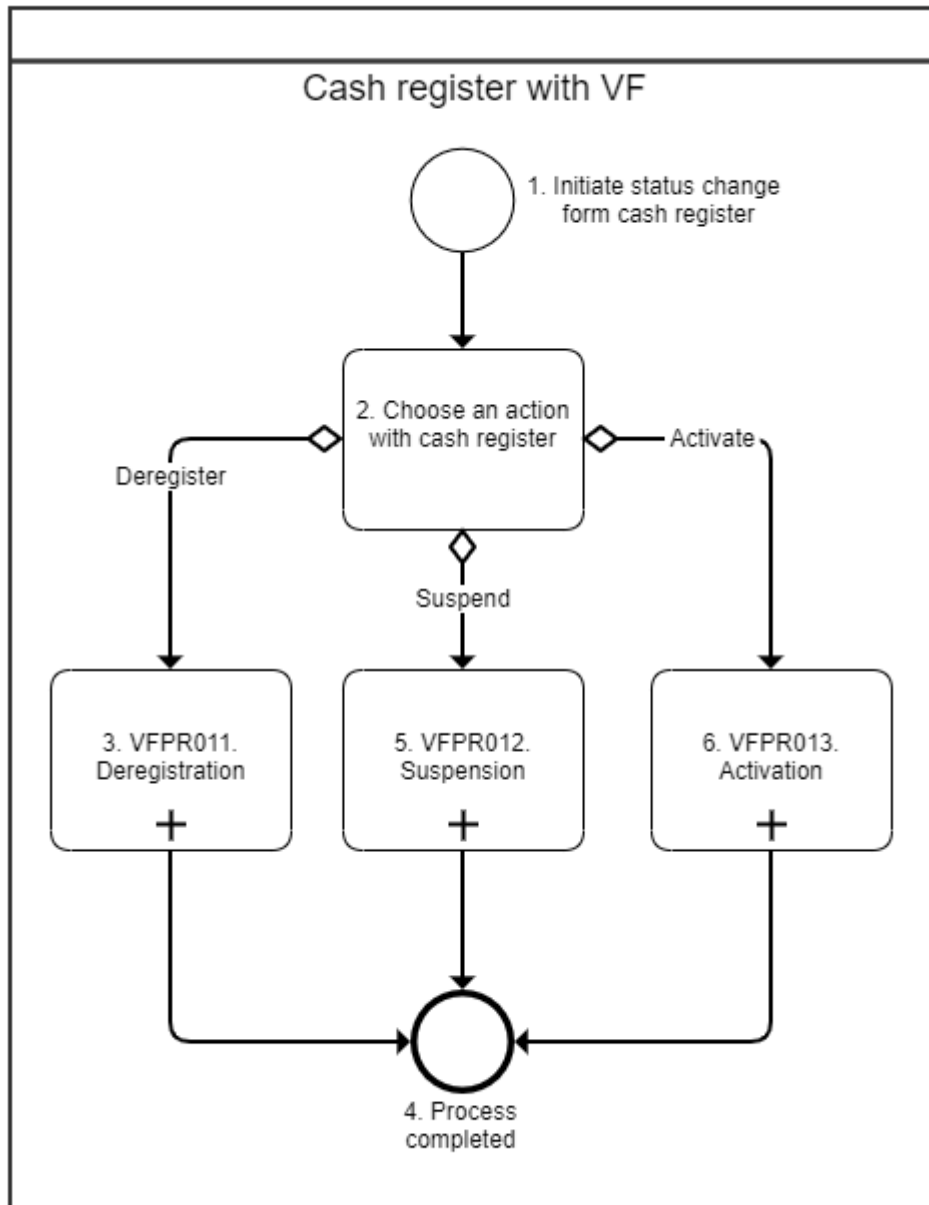 Cash register with VF
1. Initiate status change
form cash register
2. Choose an action
with cash register
Activate
Deregister
Suspend
3. VFPR011.
Deregistration
5. VFPR012.
Suspension
6. VFPR013.
Activation
4. Process
completed